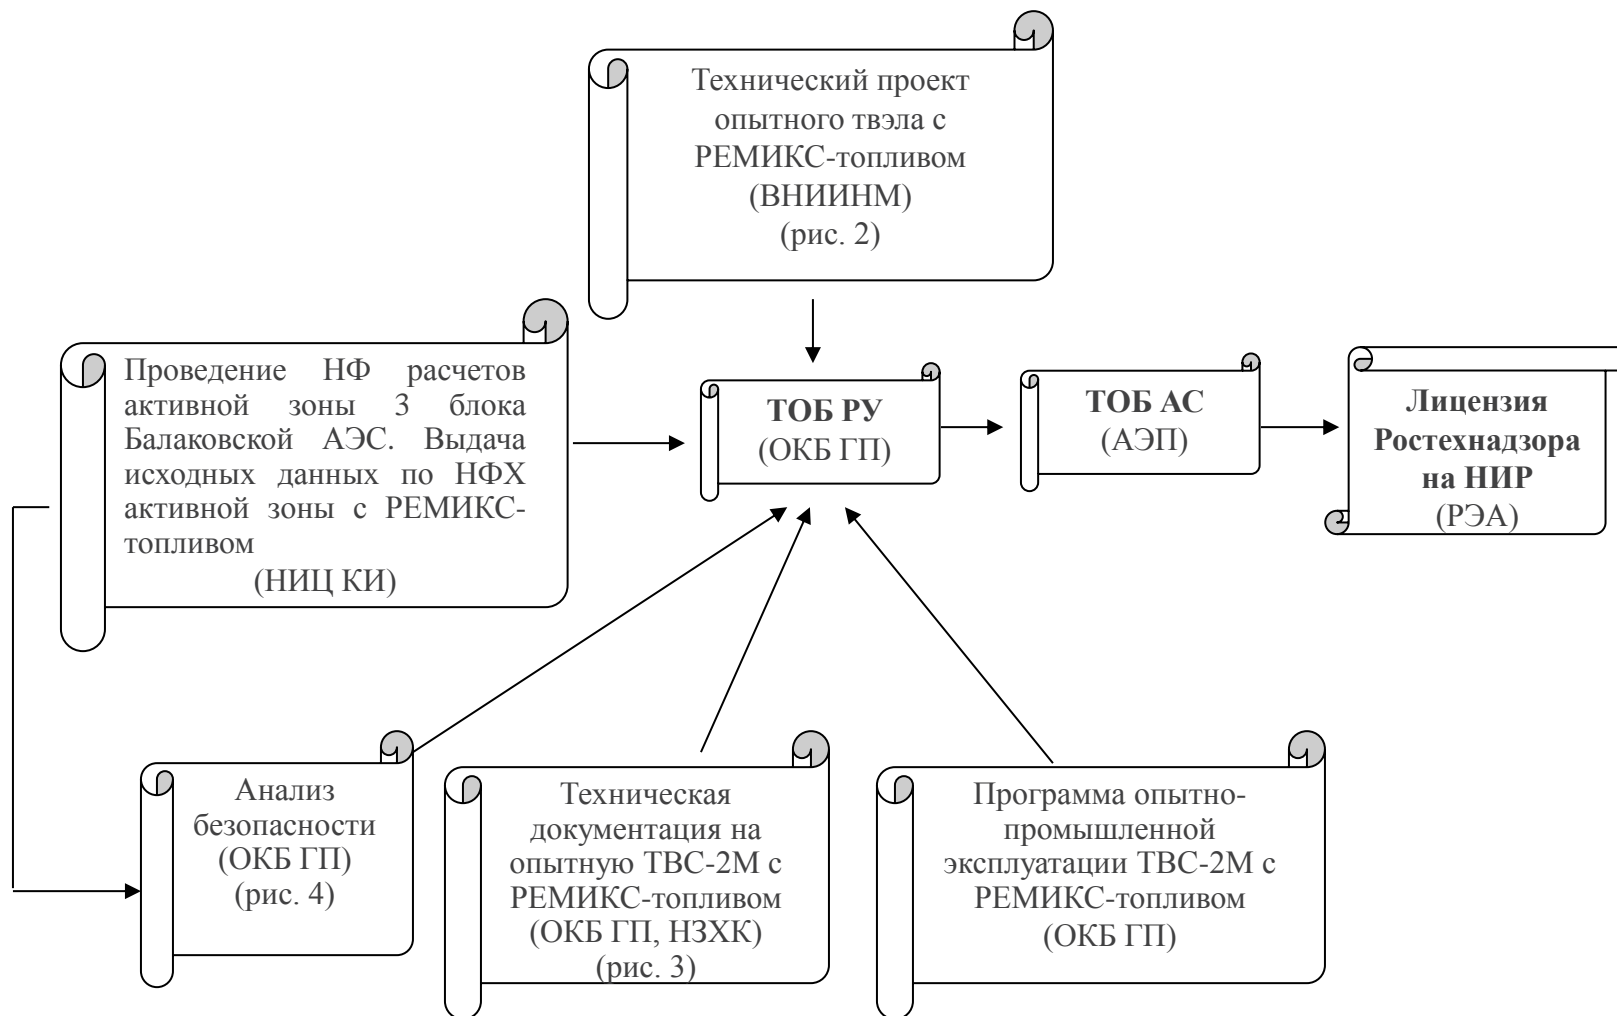 Технический проект
опытного твэла с
РЕМИКС-топливом
(ВНИИНМ)
(рис. 2)
Проведение НФ расчетов
активной зоны 3 блока
Балаковской АЭС. Выдача
исходных данных по НФХ
активной зоны с РЕМИКС-
топливом
(НИЦ КИ)
ТОБ РУ
(ОКБ ГП)
ТОБ АС
(АЭП)
Лицензия
Ростехнадзора
на НИР
(РЭА)
Анализ
безопасности
(ОКБ ГП)
(рис. 4)
Техническая
документация на
опытную ТВС-2М с
РЕМИКС-топливом
(ОКБ ГП, НЗХК)
(рис. 3)
Программа опытно-
промышленной
эксплуатации ТВС-2М с
РЕМИКС-топливом
(ОКБ ГП)